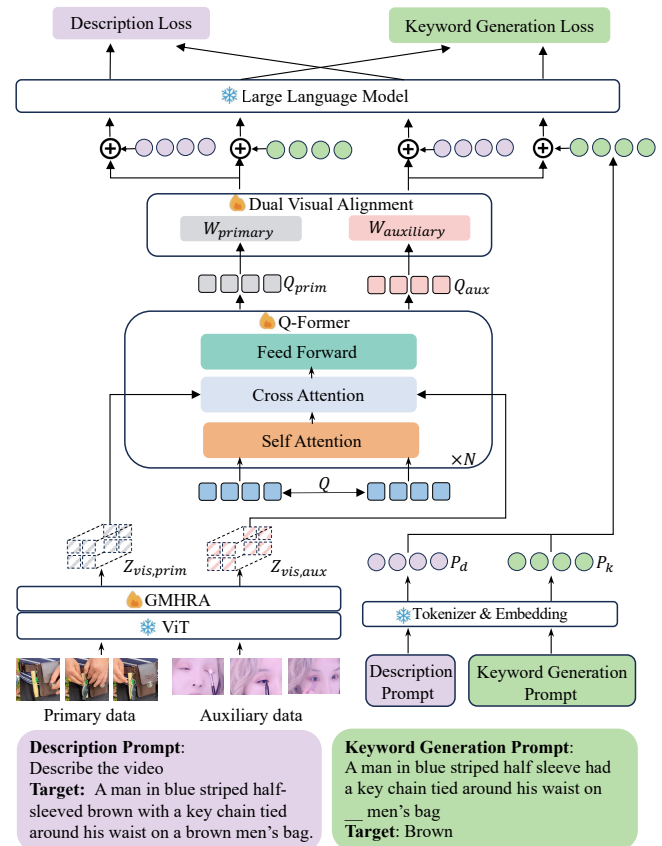 Description Loss
Keyword Generation Loss
Large Language Model
Dual Visual Alignment
W_primary
W_auxiliary
Q_prim
Q_aux
Q-Former
Feed Forward
Cross Attention
Self Attention
×N
Q
Z_vis,prim
Z_vis,aux
P_d
P_k
GMHRA
Tokenizer & Embedding
ViT
Description
Prompt
Keyword Generation
Prompt
Primary data
Auxiliary data
Description Prompt:
Describe the video
Target: A man in blue striped half-
sleeved brown with a key chain tied
around his waist on a brown men's bag.
Keyword Generation Prompt:
A man in blue striped half sleeve had
a key chain tied around his waist on
__ men's bag
Target: Brown